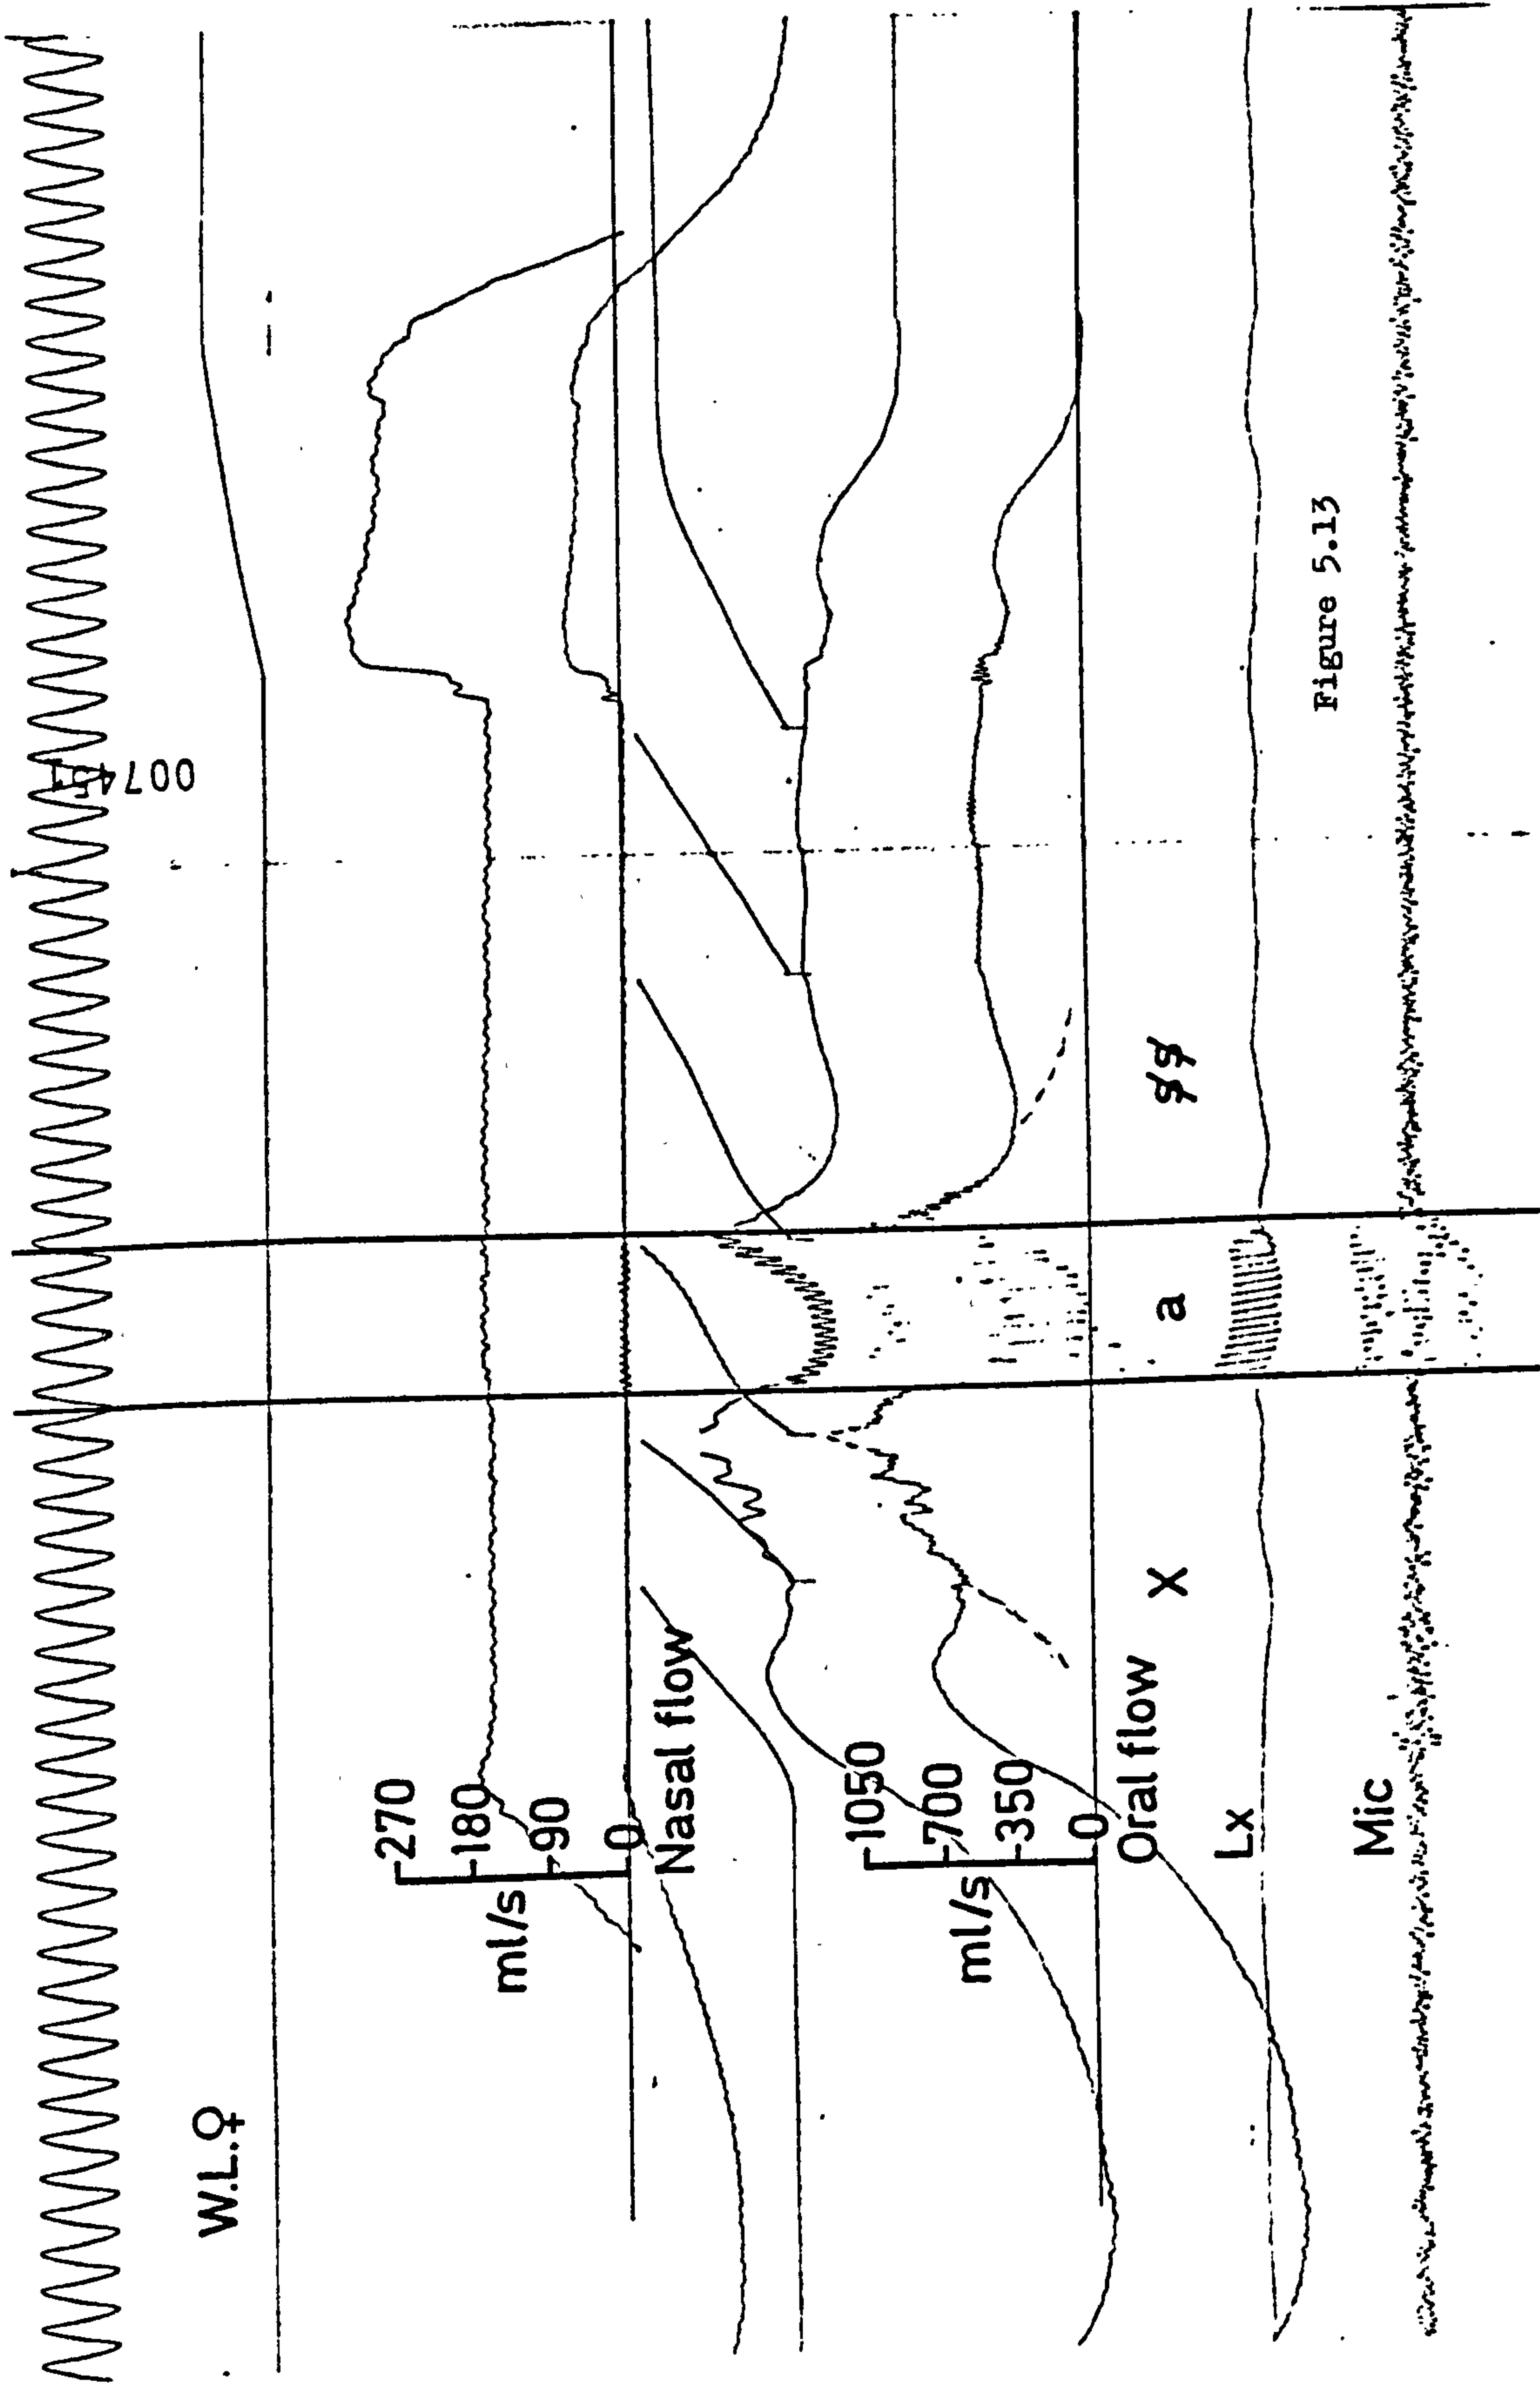 W.L.♀
00745
270
180
90
0
ml/s
Nasal flow
1050
700
350
0
ml/s
Oral flow
X a
Lx
Mic
Figure 5.13